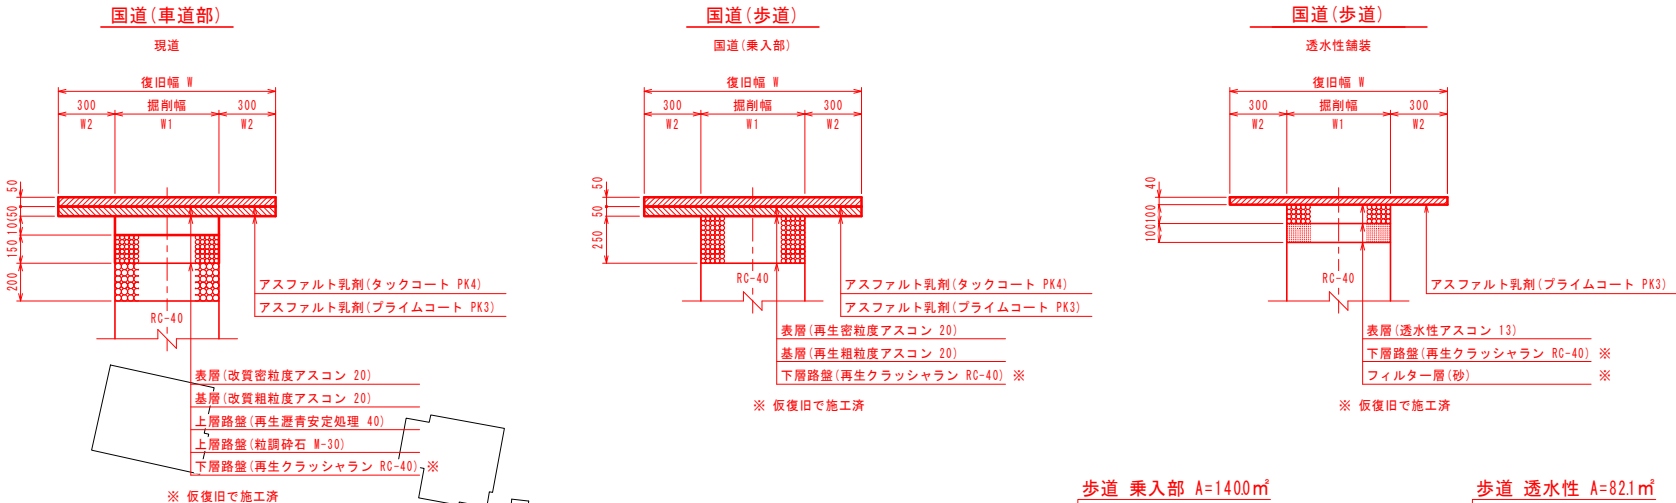 国道(車道部)
現道
復旧幅 W
300 掘削幅 300
W2 W1 W2
50
50
100
150
200
RC-40
アスファルト乳剤(タックコート PK4)
アスファルト乳剤(プライムコート PK3)
表層(改質密粒度アスコン 20)
基層(改質粗粒度アスコン 20)
上層路盤(再生瀝青安定処理 40)
上層路盤(粒調砕石 M-30)
下層路盤(再生クラッシャラン RC-40) ※
※ 仮復旧で施工済
国道(歩道)
国道(乗入部)
復旧幅 W
300 掘削幅 300
W2 W1 W2
50
50
250
RC-40
アスファルト乳剤(タックコート PK4)
アスファルト乳剤(プライムコート PK3)
表層(再生密粒度アスコン 20)
基層(再生粗粒度アスコン 20)
下層路盤(再生クラッシャラン RC-40) ※
※ 仮復旧で施工済
国道(歩道)
透水性舗装
復旧幅 W
300 掘削幅 300
W2 W1 W2
40
100
100
RC-40
アスファルト乳剤(プライムコート PK3)
表層(透水性アスコン 13)
下層路盤(再生クラッシャラン RC-40) ※
フィルター層(砂) ※
※ 仮復旧で施工済
歩道 乗入部 A=140.0㎡
歩道 透水性 A=82.1㎡